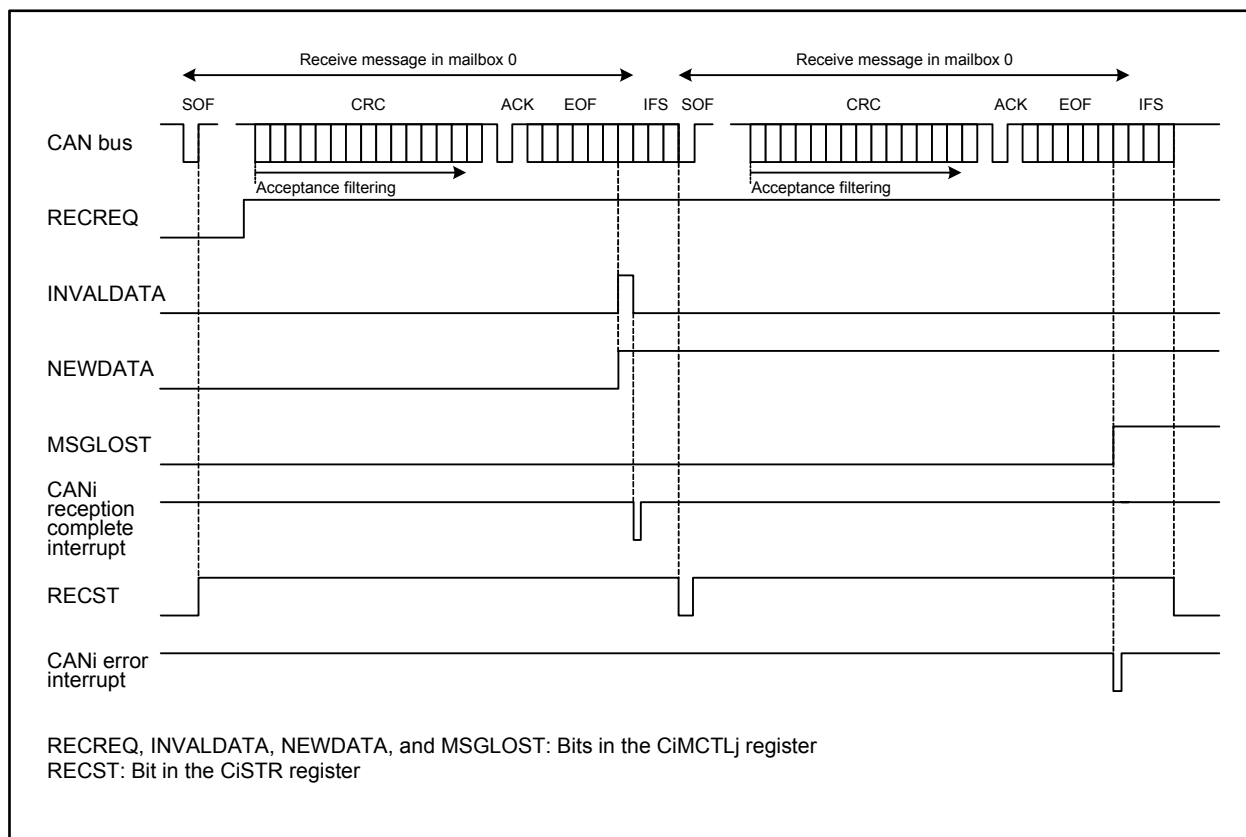 Receive message in mailbox 0 Receive message in mailbox 0
SOF CRC ACK EOF IFS SOF CRC ACK EOF IFS
CAN bus
Acceptance filtering Acceptance filtering
RECREQ
INVALDATA
NEWDATA
MSGLOST
CANi
reception
complete
interrupt
RECST
CANi error
interrupt
RECREQ, INVALDATA, NEWDATA, and MSGLOST: Bits in the CiMCTLj register
RECST: Bit in the CiSTR register